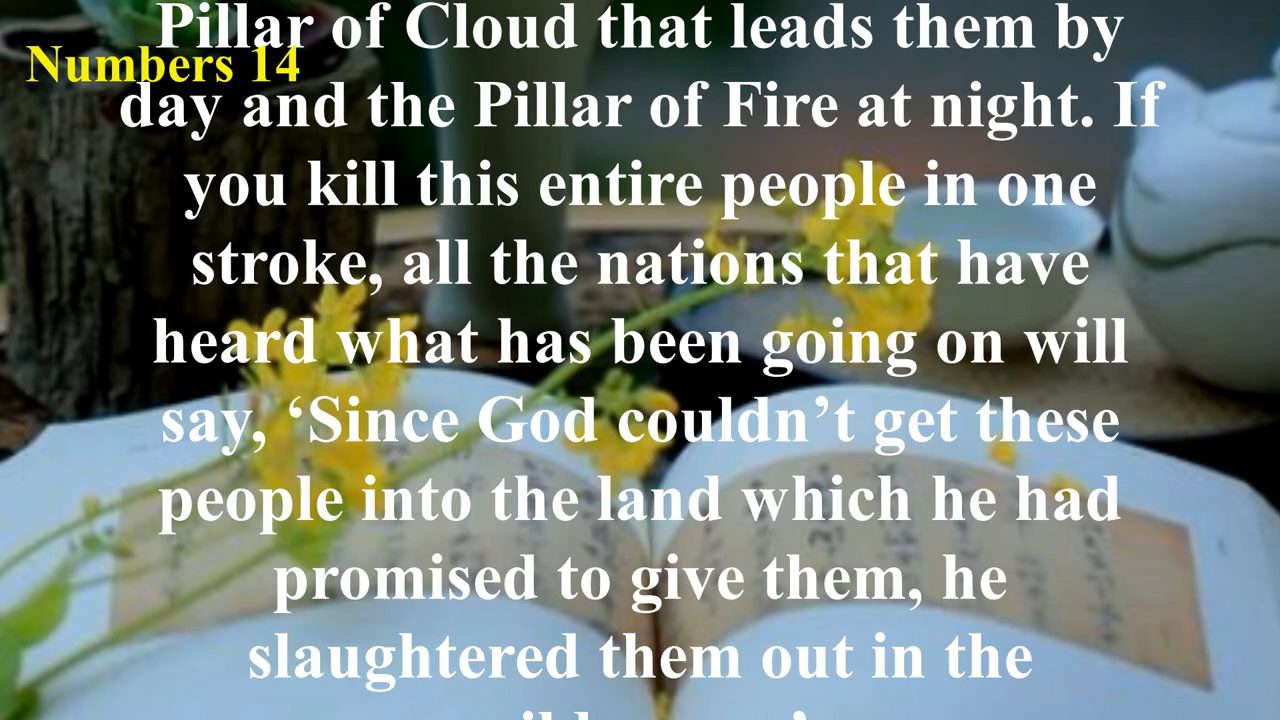 Pillar of Cloud that leads them by
Numbers 14
day and the Pillar of Fire at night. If
you kill this entire people in one
stroke, all the nations that have
heard what has been going on will
say, ‘Since God couldn’t get these
people into the land which he had
promised to give them, he
slaughtered them out in the